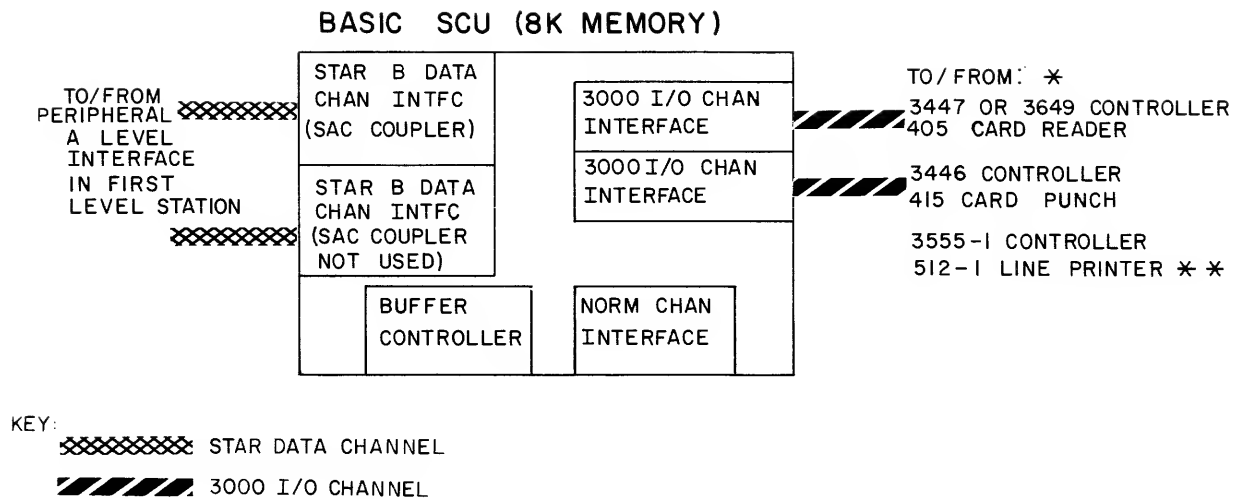 BASIC SCU (8K MEMORY)
TO/FROM
PERIPHERAL
A LEVEL
INTERFACE
IN FIRST
LEVEL STATION
STAR B DATA
CHAN INTFC
(SAC COUPLER)
STAR B DATA
CHAN INTFC
(SAC COUPLER
NOT USED)
3000 I/O CHAN
INTERFACE
3000 I/O CHAN
INTERFACE
BUFFER
CONTROLLER
NORM CHAN
INTERFACE
TO/FROM: *
3447 OR 3649 CONTROLLER
405 CARD READER
3446 CONTROLLER
415 CARD PUNCH
3555-1 CONTROLLER
512-1 LINE PRINTER * *
KEY:
STAR DATA CHANNEL
3000 I/O CHANNEL